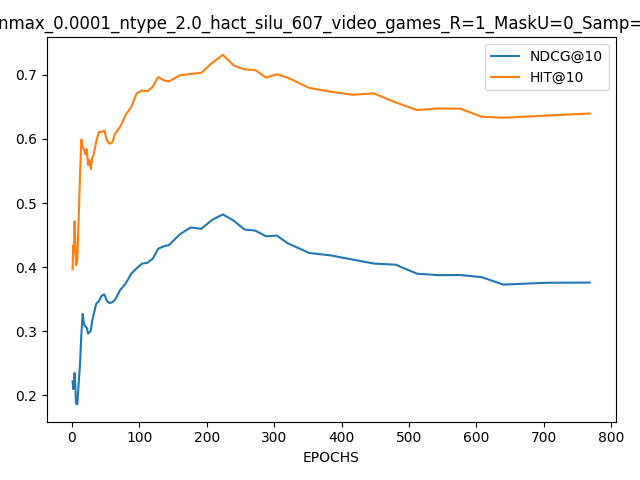 nmax_0.0001_ntype_2.0_hact_silu_607_video_games_R=1_MaskU=0_Samp=
NDCG@10
HIT@10
0.7
0.6
0.5
0.4
0.3
0.2
0 100 200 300 400 500 600 700 800
EPOCHS